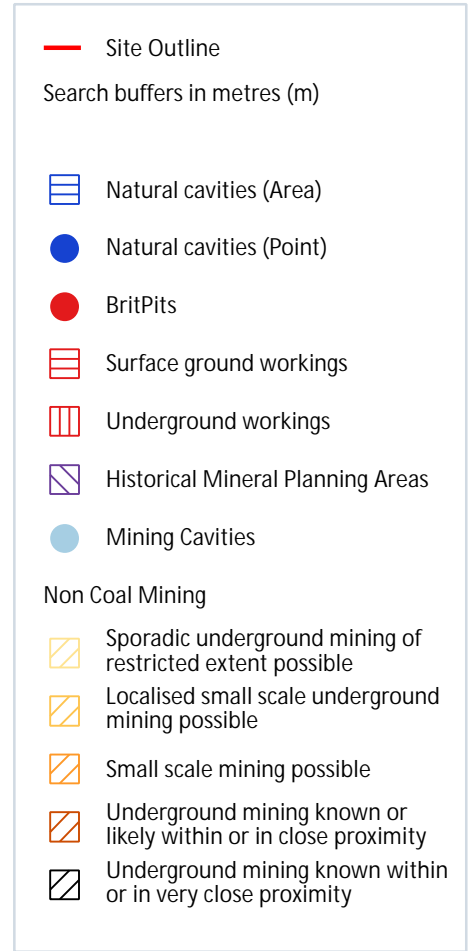 Site Outline
Search buffers in metres (m)
Natural cavities (Area)
Natural cavities (Point)
BritPits
Surface ground workings
Underground workings
Historical Mineral Planning Areas
Mining Cavities
Non Coal Mining
Sporadic underground mining of
restricted extent possible
Localised small scale underground
mining possible
Small scale mining possible
Underground mining known or
likely within or in close proximity
Underground mining known within
or in very close proximity